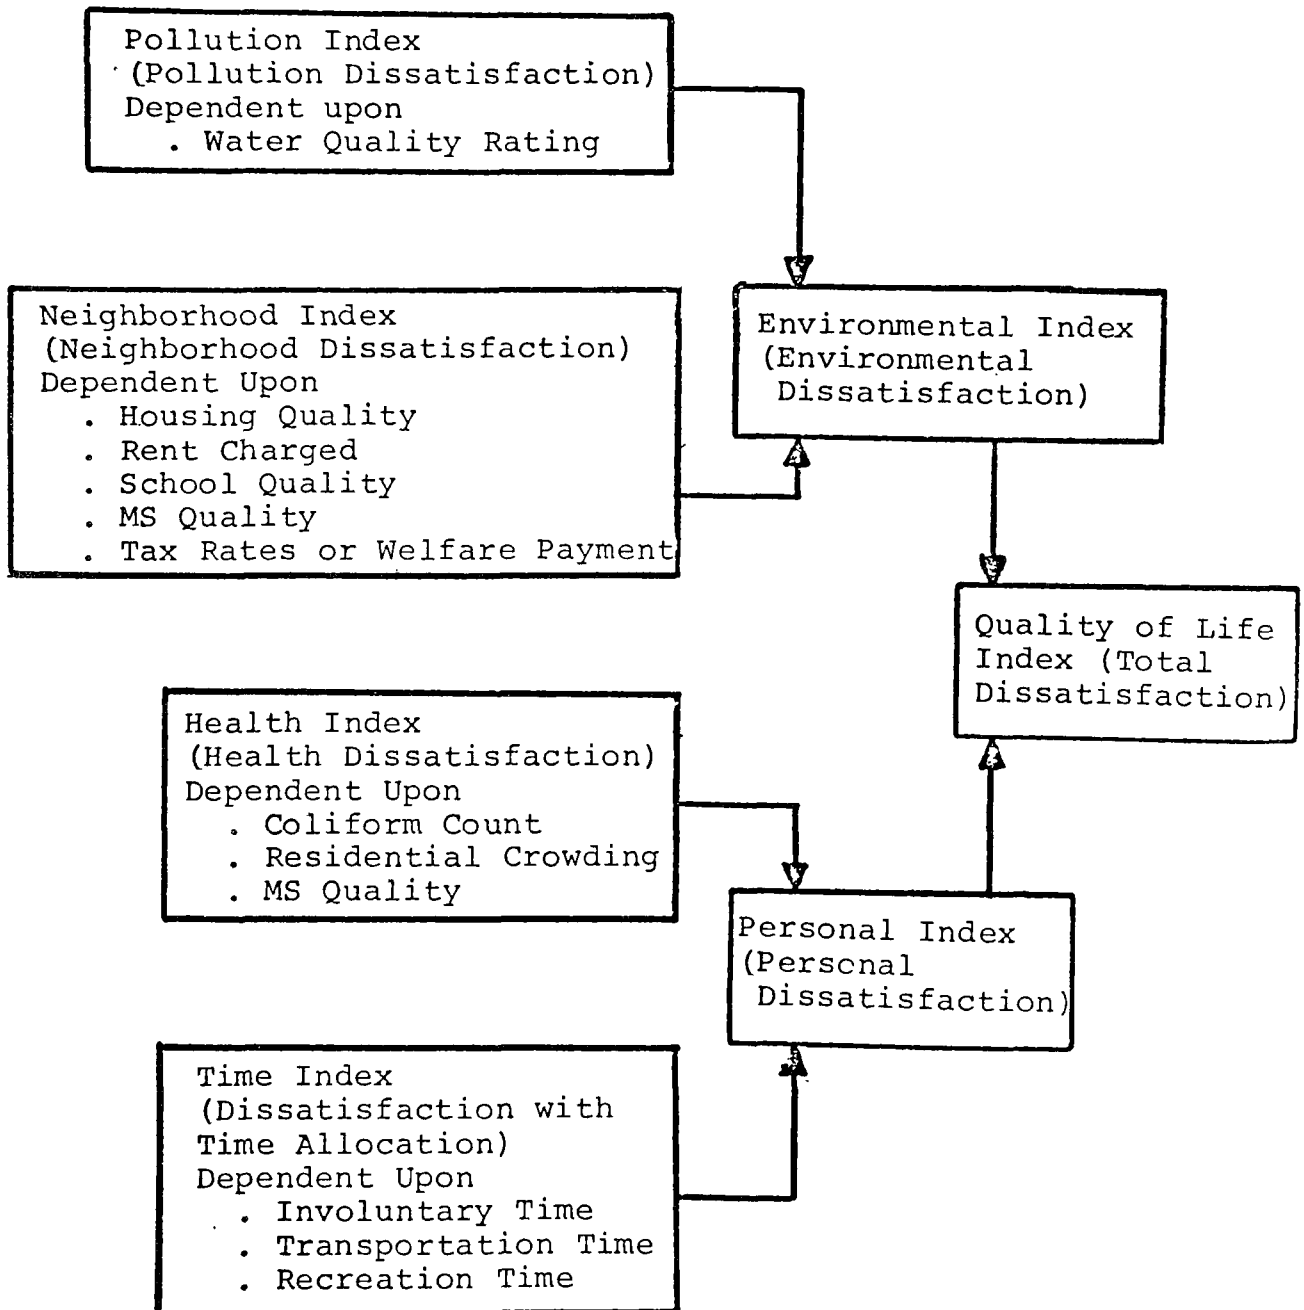 Pollution Index
(Pollution Dissatisfaction)
Dependent upon
. Water Quality Rating
Neighborhood Index
(Neighborhood Dissatisfaction)
Dependent Upon
. Housing Quality
. Rent Charged
. School Quality
. MS Quality
. Tax Rates or Welfare Payment
Environmental Index
(Environmental
Dissatisfaction)
Quality of Life
Index (Total
Dissatisfaction)
Health Index
(Health Dissatisfaction)
Dependent Upon
. Coliform Count
. Residential Crowding
. MS Quality
Personal Index
(Personal
Dissatisfaction)
Time Index
(Dissatisfaction with
Time Allocation)
Dependent Upon
. Involuntary Time
. Transportation Time
. Recreation Time